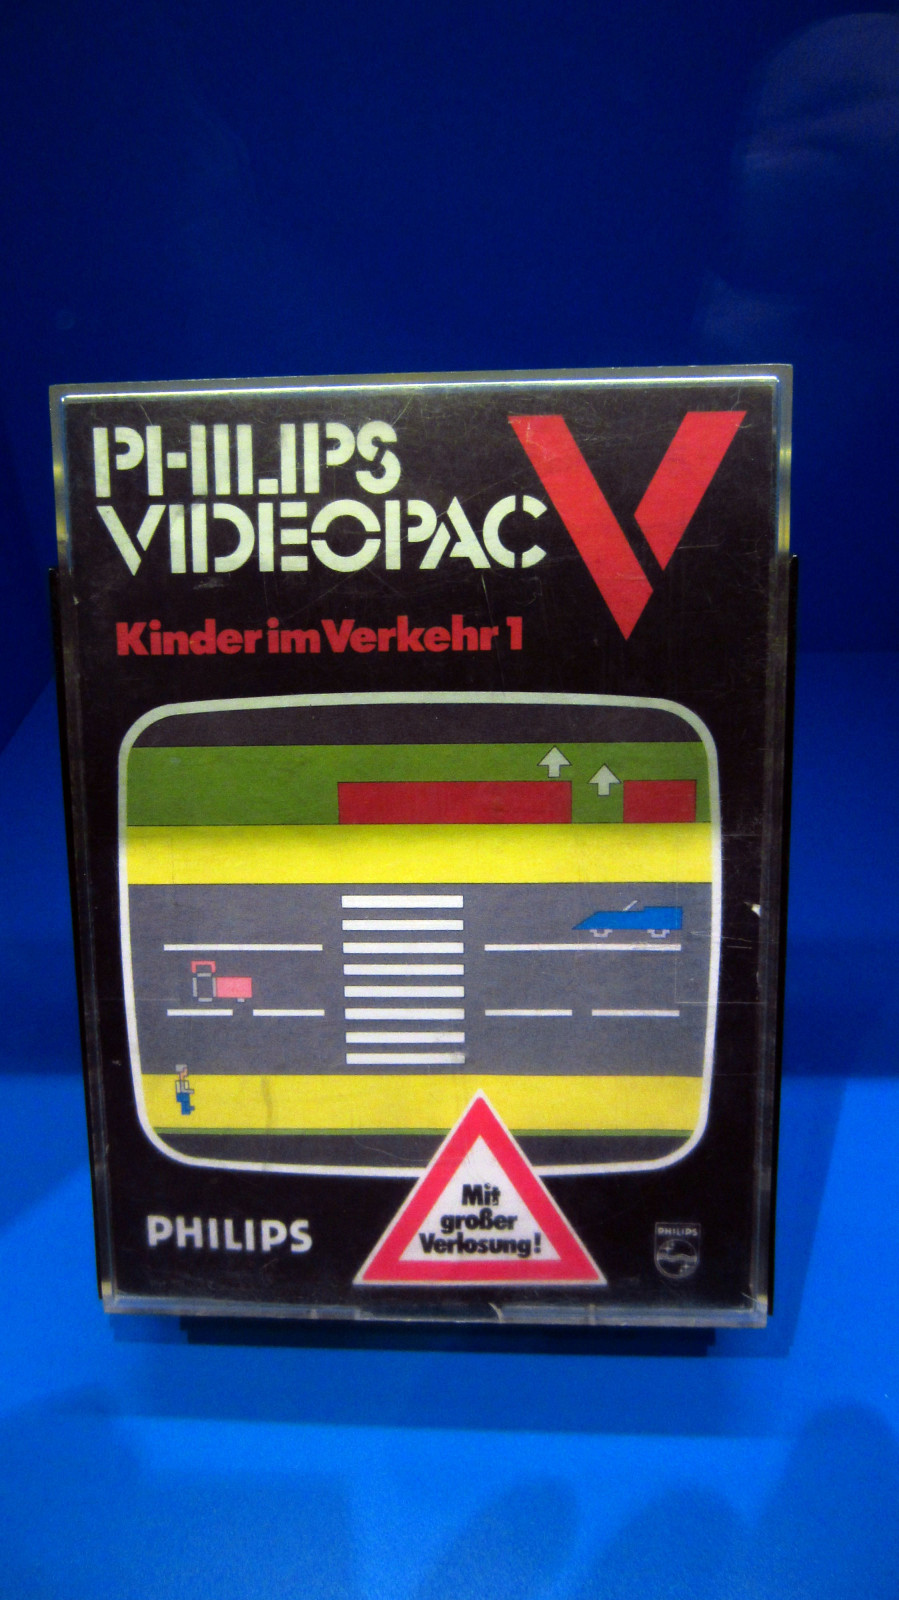 PHILIPS
VIDEOPAC
V
Kinder im Verkehr 1
Mit
großer
Verlosung!
PHILIPS
PHILIPS